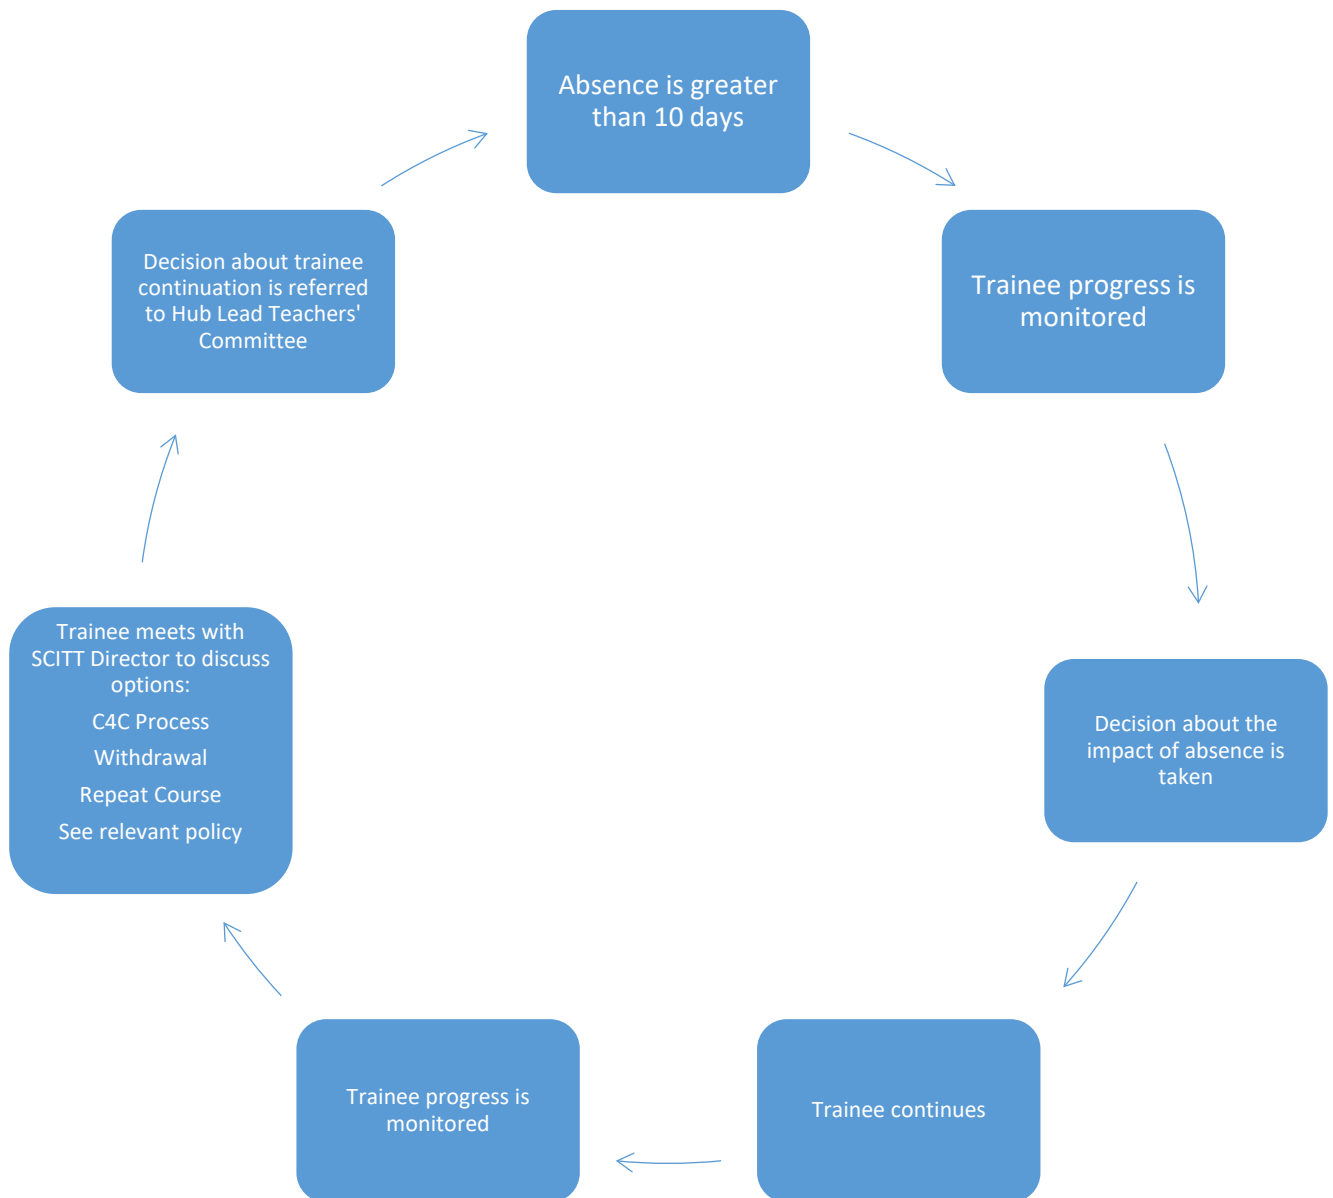 Absence is greater
than 10 days
Trainee progress is
monitored
Decision about the
impact of absence is
taken
Trainee continues
Trainee progress is
monitored
Trainee meets with
SCITT Director to discuss
options:
C4C Process
Withdrawal
Repeat Course
See relevant policy
Decision about trainee
continuation is referred
to Hub Lead Teachers'
Committee